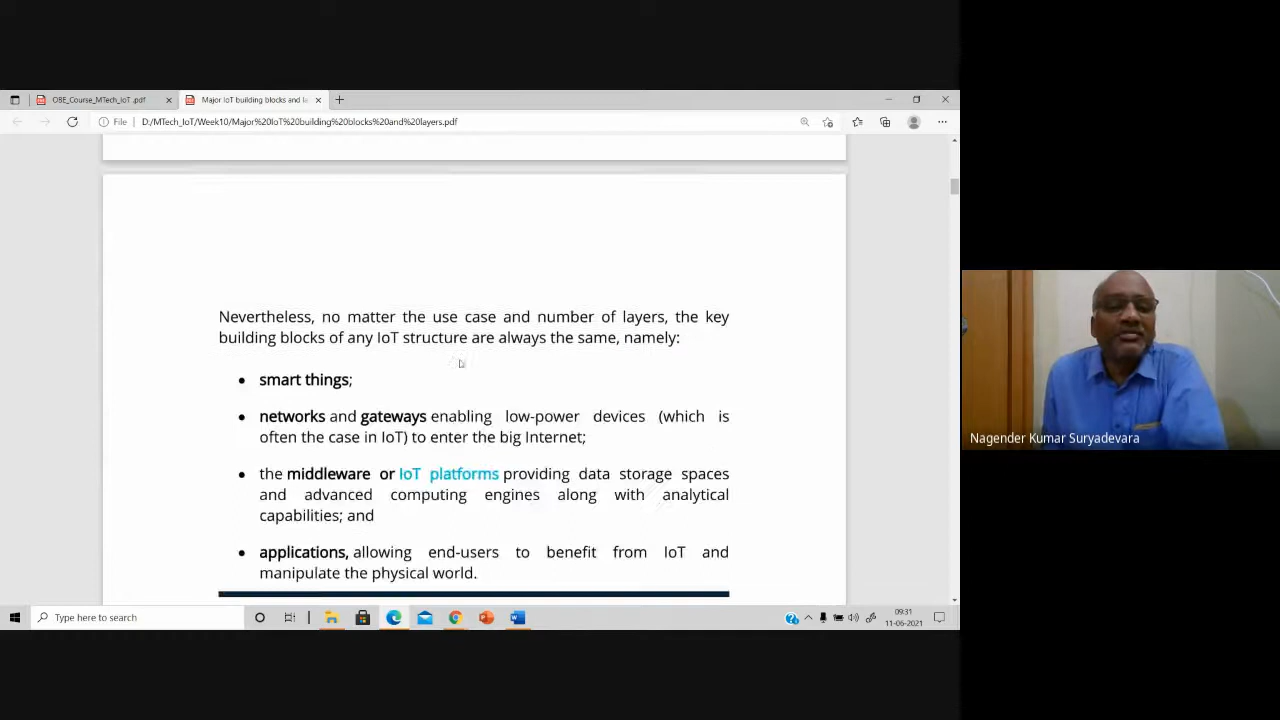 OBE_Course_MTech_IoT .pdf
Major IoT building blocks and la
File
D:/MTech_IoT/Week10/Major%20IoT%20building%20blocks%20and%20layers.pdf
Nevertheless, no matter the use case and number of layers, the key
building blocks of any IoT structure are always the same, namely:
• smart things;
• networks and gateways enabling low-power devices (which is
often the case in IoT) to enter the big Internet;
• the middleware or IoT platforms providing data storage spaces
and advanced computing engines along with analytical
capabilities; and
• applications, allowing end-users to benefit from IoT and
manipulate the physical world.
Nagender Kumar Suryadevara
Type here to search
09:31
11-06-2021